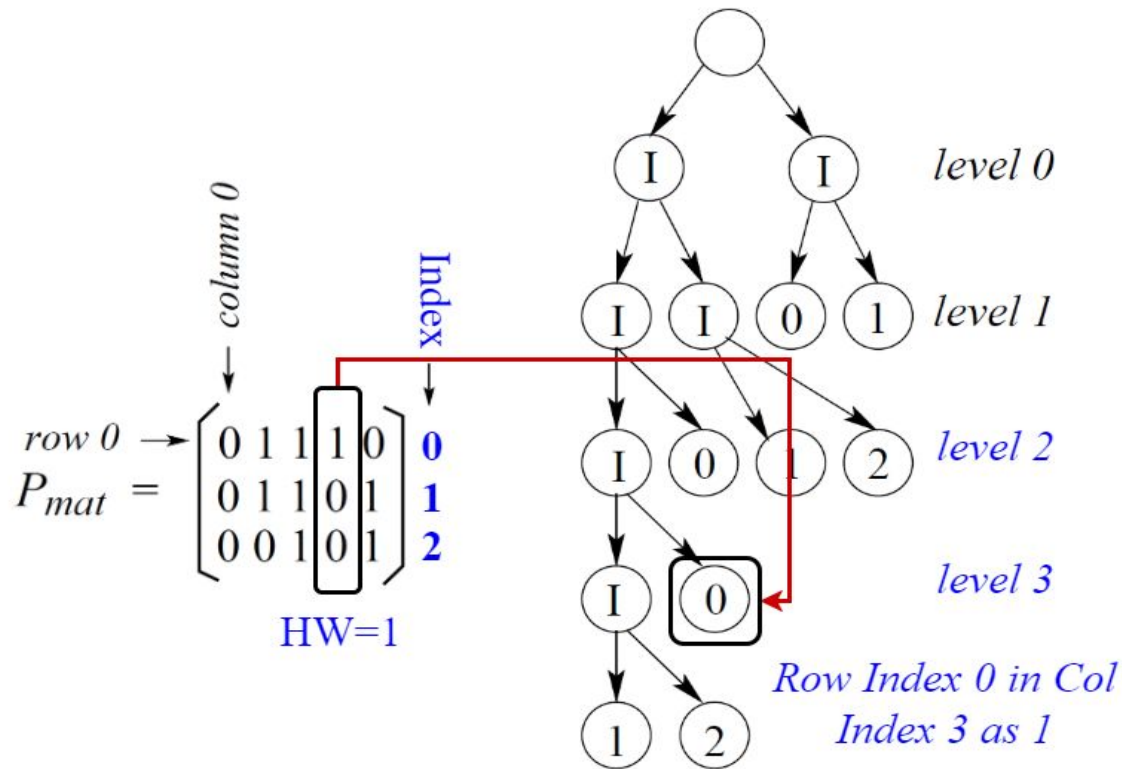 I I level 0
column 0
Index
I I 0 1 level 1
row 0 0 1 1 1 0 0
P_mat = 0 1 1 0 1 1
0 0 1 0 1 2
HW=1
I 0 1 2 level 2
I 0 level 3
Row Index 0 in Col
Index 3 as 1
1 2